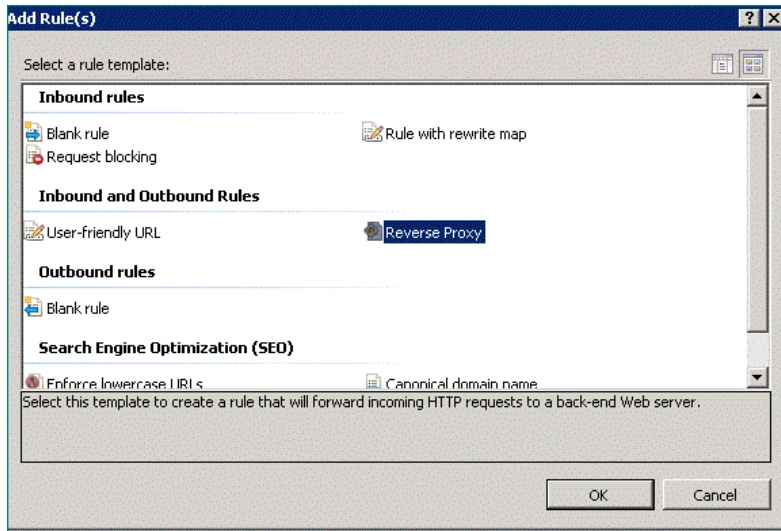 Add Rule(s)
Select a rule template:
Inbound rules
Blank rule
Rule with rewrite map
Request blocking
Inbound and Outbound Rules
User-friendly URL
Reverse Proxy
Outbound rules
Blank rule
Search Engine Optimization (SEO)
Enforce lowercase URLs
Canonical domain name
Select this template to create a rule that will forward incoming HTTP requests to a back-end Web server.
OK
Cancel